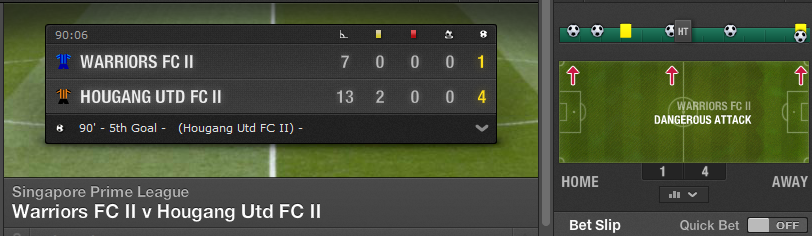 90:06
WARRIORS FC II 7 0 0 0 1
HOUGANG UTD FC II 13 2 0 0 4
90' - 5th Goal - (Hougang Utd FC II) -
Singapore Prime League
Warriors FC II v Hougang Utd FC II
HT
WARRIORS FC II
DANGEROUS ATTACK
1 4
HOME AWAY
Bet Slip Quick Bet OFF